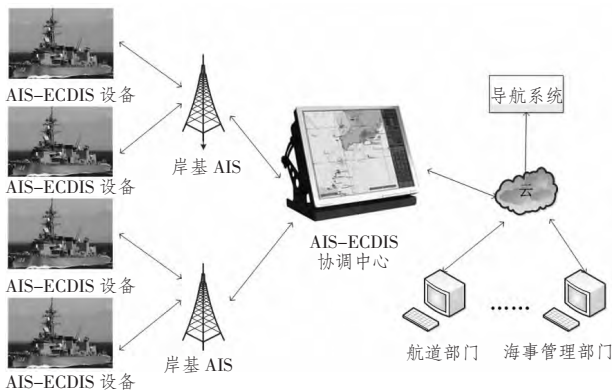 AIS-ECDIS 设备
AIS-ECDIS 设备
AIS-ECDIS 设备
AIS-ECDIS 设备
岸基 AIS
岸基 AIS
AIS-ECDIS
协调中心
导航系统
云
航道部门
……
海事管理部门